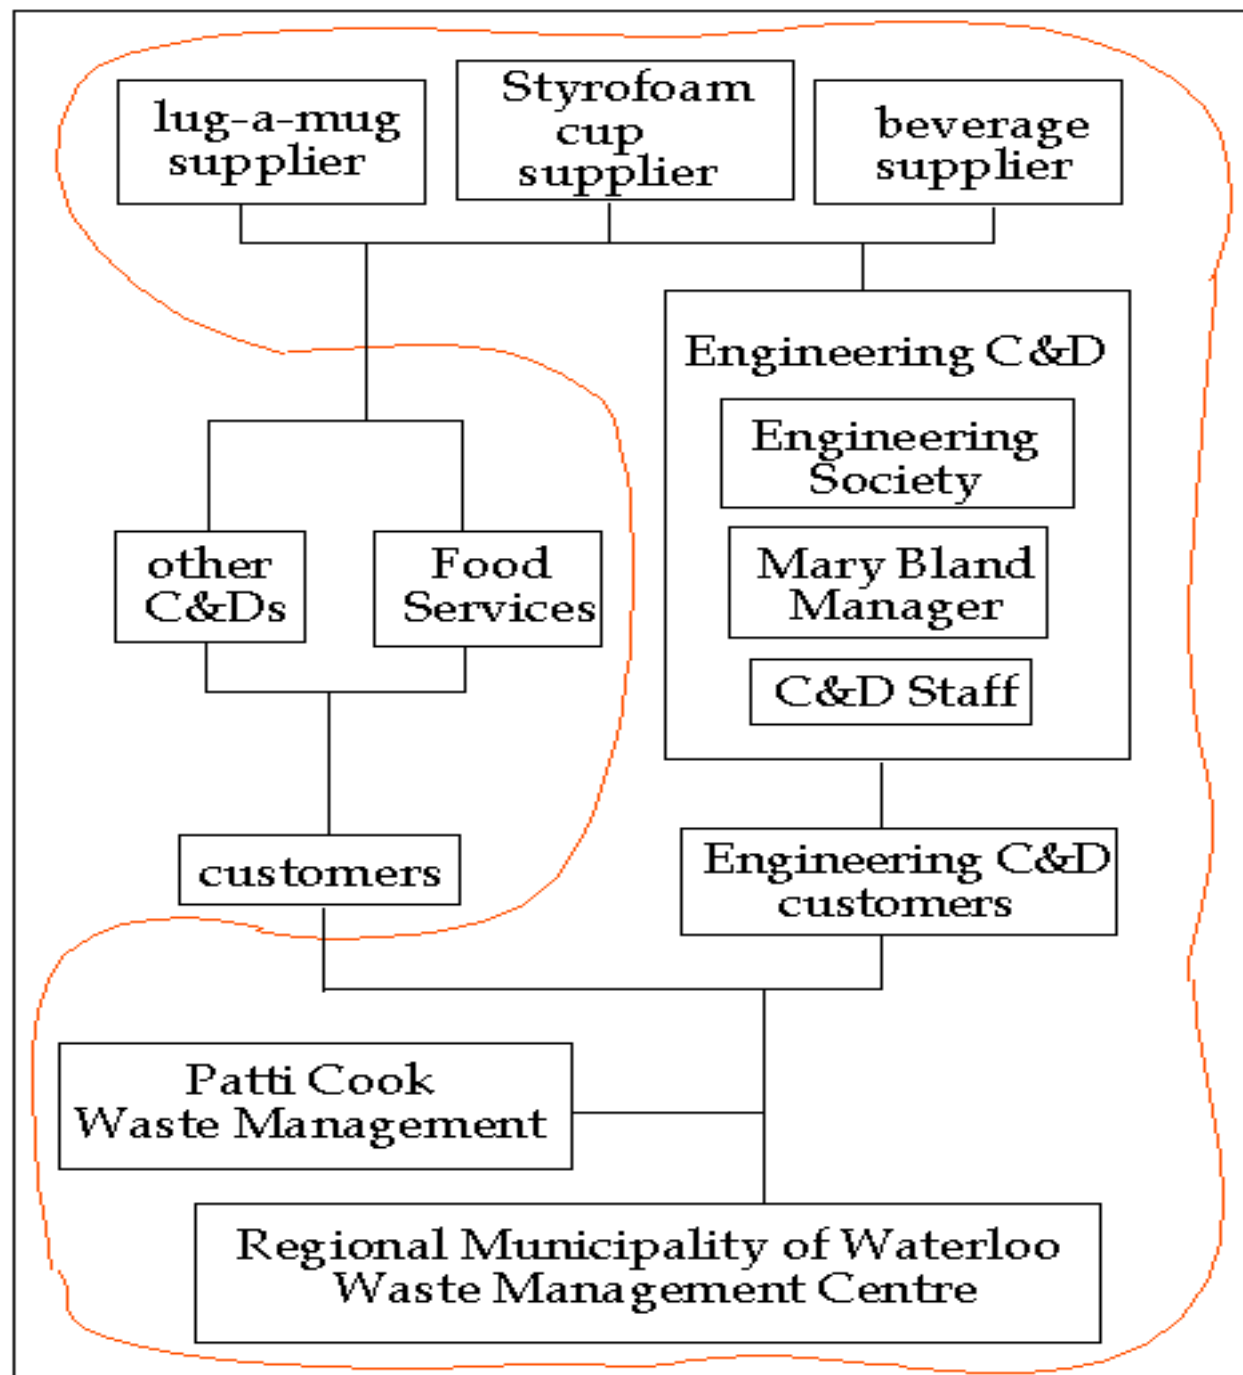 lug-a-mug
supplier
Styrofoam
cup
supplier
beverage
supplier
Engineering C&D
Engineering
Society
Mary Bland
Manager
C&D Staff
other
C&Ds
Food
Services
customers
Engineering C&D
customers
Patti Cook
Waste Management
Regional Municipality of Waterloo
Waste Management Centre